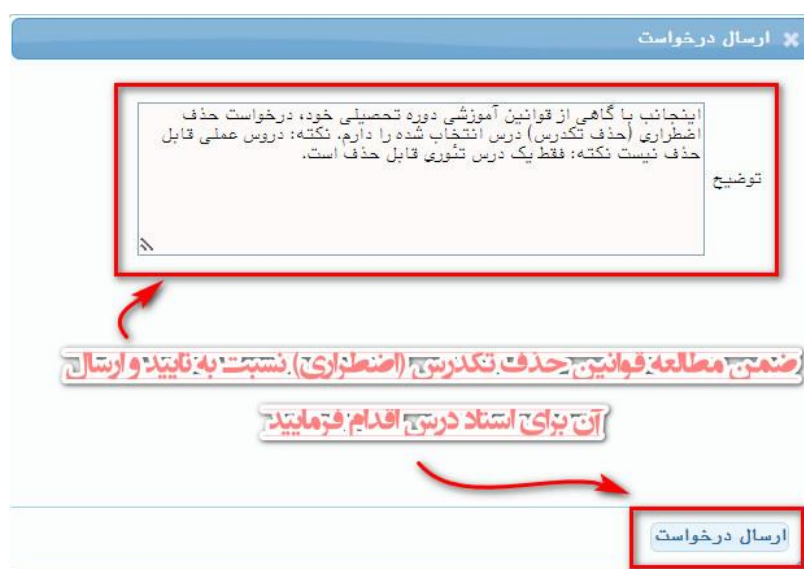 ارسال درخواست
اینجانب با گاهی از قوانین آموزشی دوره تحصیلی خود، درخواست حذف
اضطراری (حذف تکدرس) درس انتخاب شده را دارم. نکته: دروس عملی قابل
حذف نیست نکته: فقط یک درس تئوری قابل حذف است.
توضیح
ضمن مطالعه قوانین حذف تکدرس (اضطراری) نسبت به تایید و ارسال
آن برای استاد درس اقدام فرمایید
ارسال درخواست